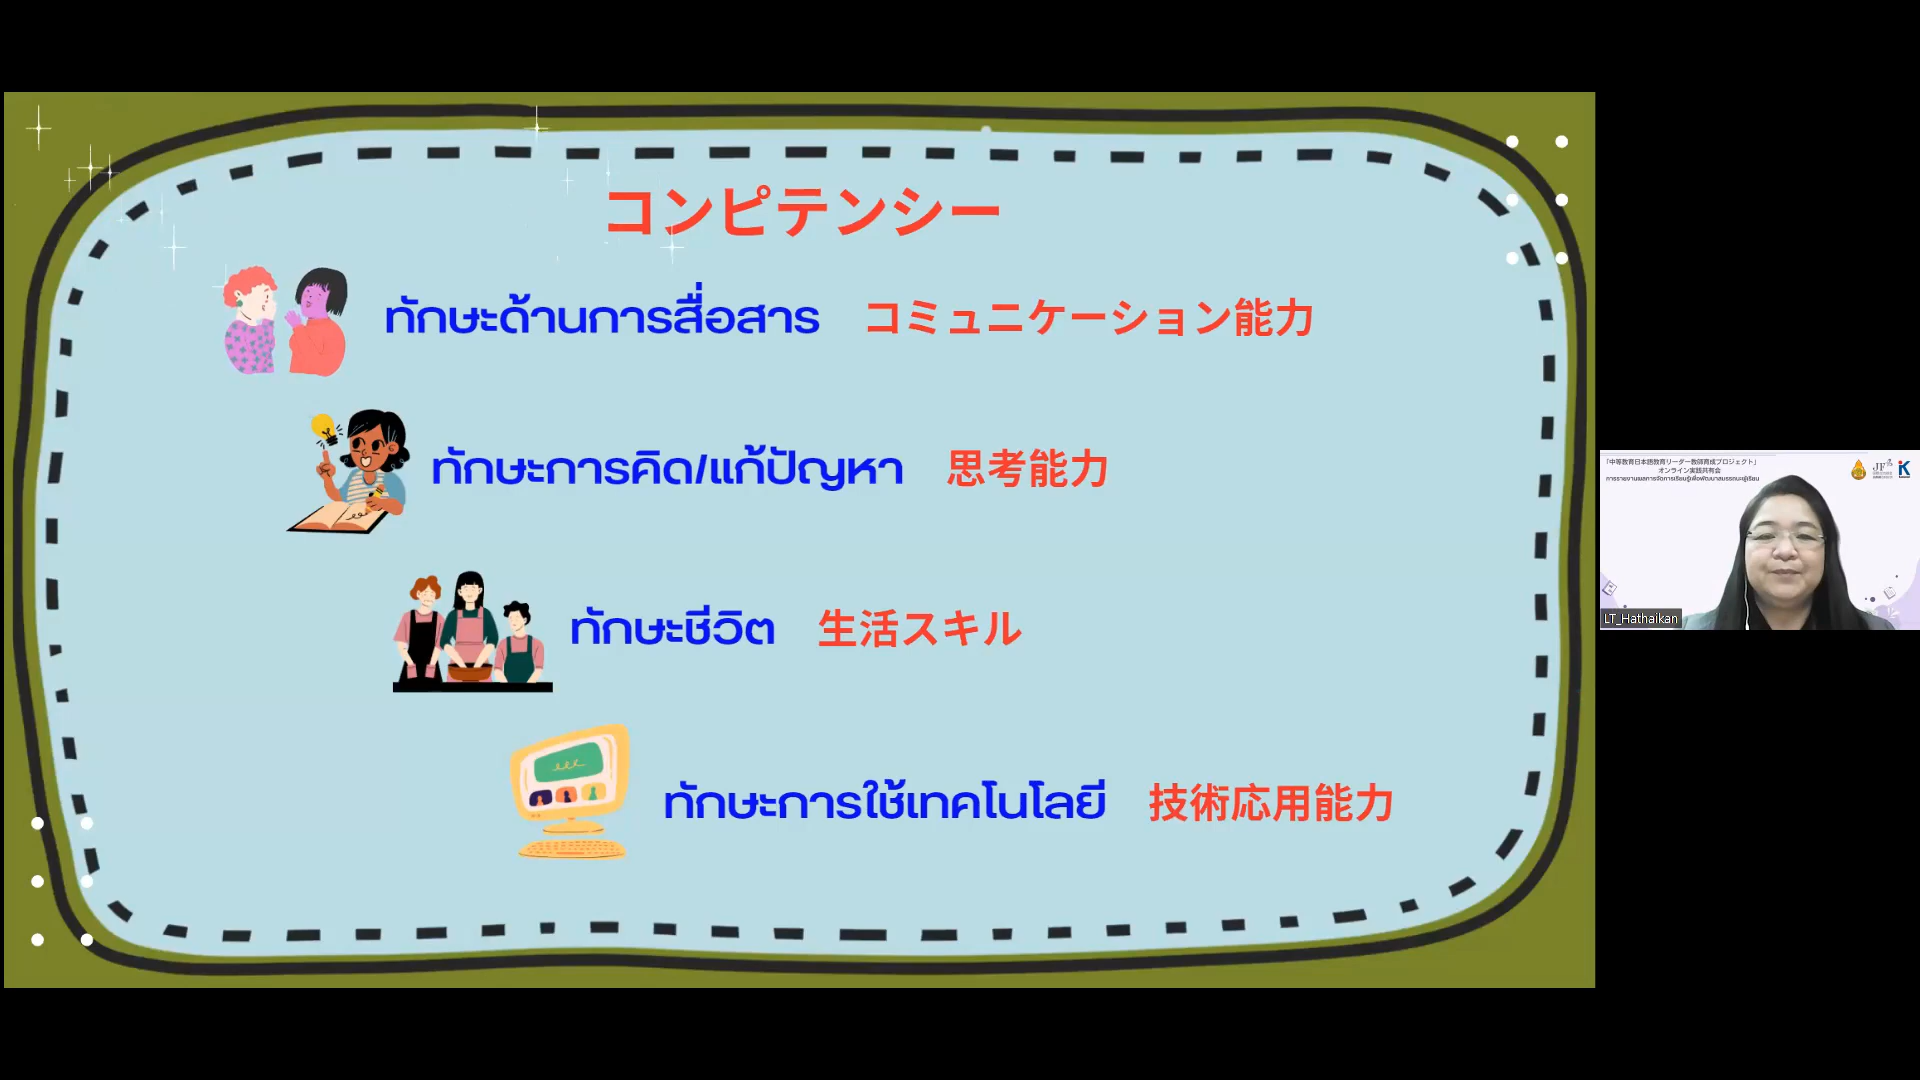 コンピテンシー
ทักษะด้านการสื่อสาร コミュニケーション能力
ทักษะการคิด/แก้ปัญหา 思考能力
ทักษะชีวิต 生活スキル
ทักษะการใช้เทคโนโลยี 技術応用能力
「中等教育日本語教育リーダー教師育成プロジェクト」
オンライン実践共有会
การรายงานผลการจัดการเรียนรู้เพื่อพัฒนาสมรรถนะผู้เรียน
JF
LT_Hathaikan